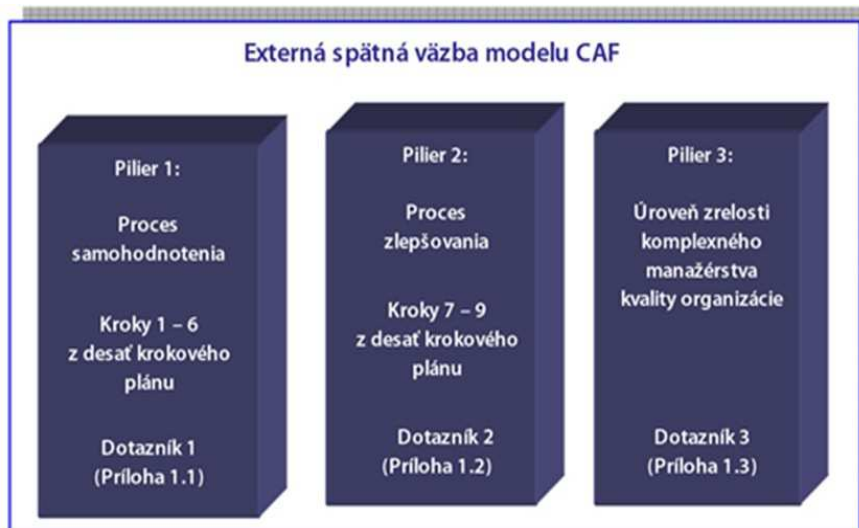 Externá spätná väzba modelu CAF
Pilier 1:
Proces
samohodnotenia
Kroky 1 – 6
z desať krokového
plánu
Dotazník 1
(Príloha 1.1)
Pilier 2:
Proces
zlepšovania
Kroky 7 – 9
z desať krokového
plánu
Dotazník 2
(Príloha 1.2)
Pilier 3:
Úroveň zrelosti
komplexného
manažérstva
kvality organizácie
Dotazník 3
(Príloha 1.3)